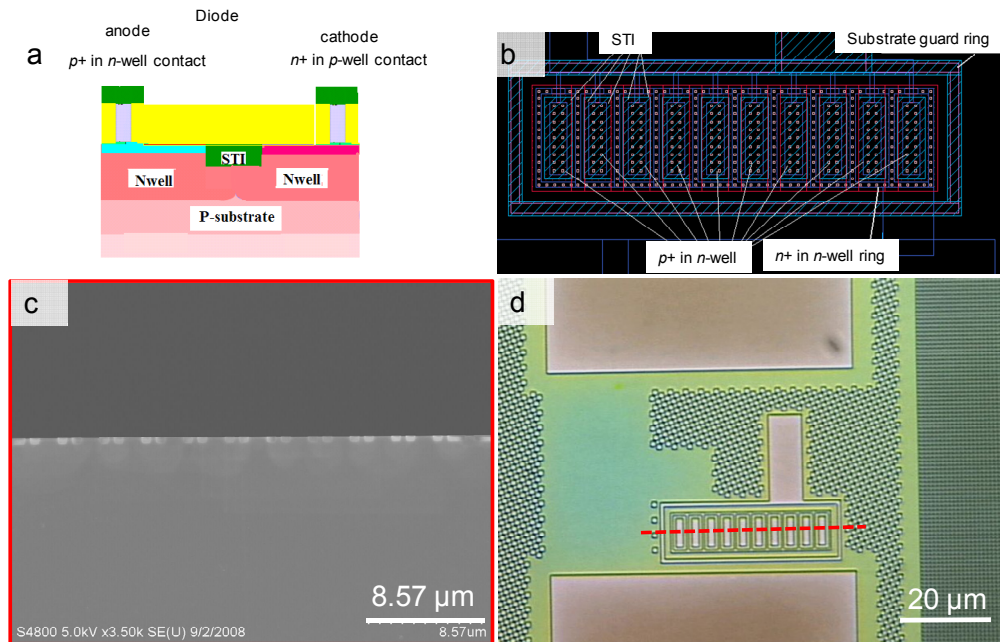 Diode
a
anode
cathode
p+ in n-well contact
n+ in p-well contact
STI
Nwell
Nwell
P-substrate
b
STI
Substrate guard ring
p+ in n-well
n+ in n-well ring
c
8.57 µm
S4800 5.0kV x3.50k SE(U) 9/2/2008
8.57um
d
20 µm